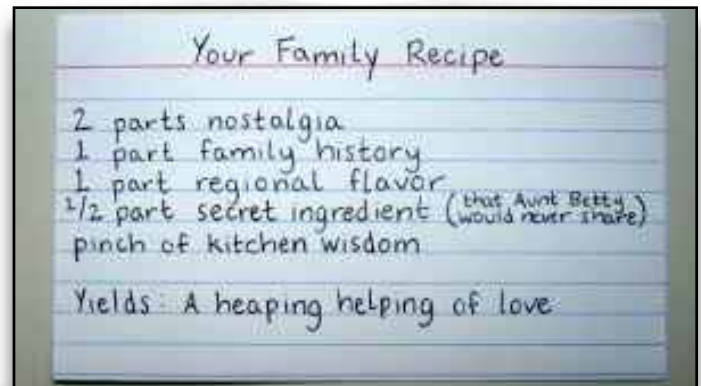 Your Family Recipe
2 parts nostalgia
1 part family history
1 part regional flavor
1/2 part secret ingredient (that Aunt Betty would never share)
pinch of kitchen wisdom
Yields: A heaping helping of love